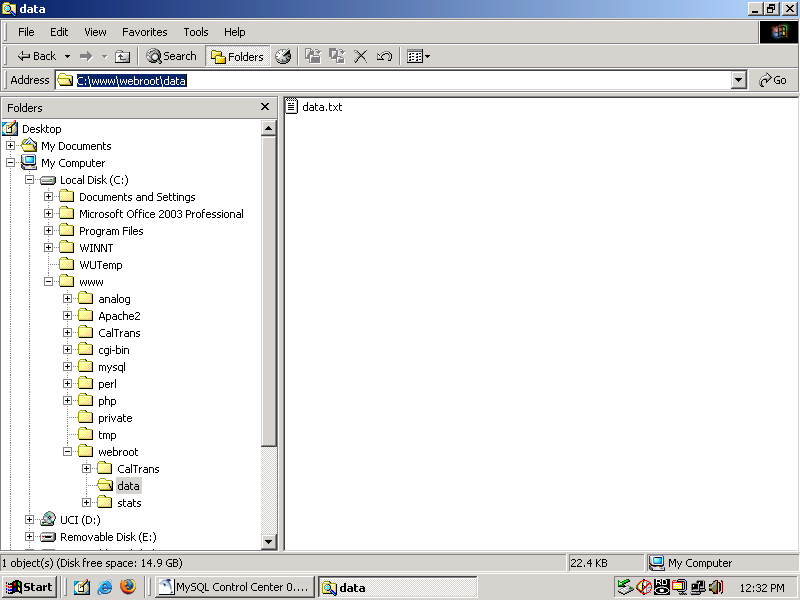 data
File Edit View Favorites Tools Help
Back Search Folders
Address C:\www\webroot\data Go
Folders
data.txt
Desktop
My Documents
My Computer
Local Disk (C:)
Documents and Settings
Microsoft Office 2003 Professional
Program Files
WINNT
WUTemp
www
analog
Apache2
CalTrans
cgi-bin
mysql
perl
php
private
tmp
webroot
CalTrans
data
stats
UCI (D:)
Removable Disk (E:)
1 object(s) (Disk free space: 14.9 GB) 22.4 KB My Computer
Start MySQL Control Center 0.... data 12:32 PM